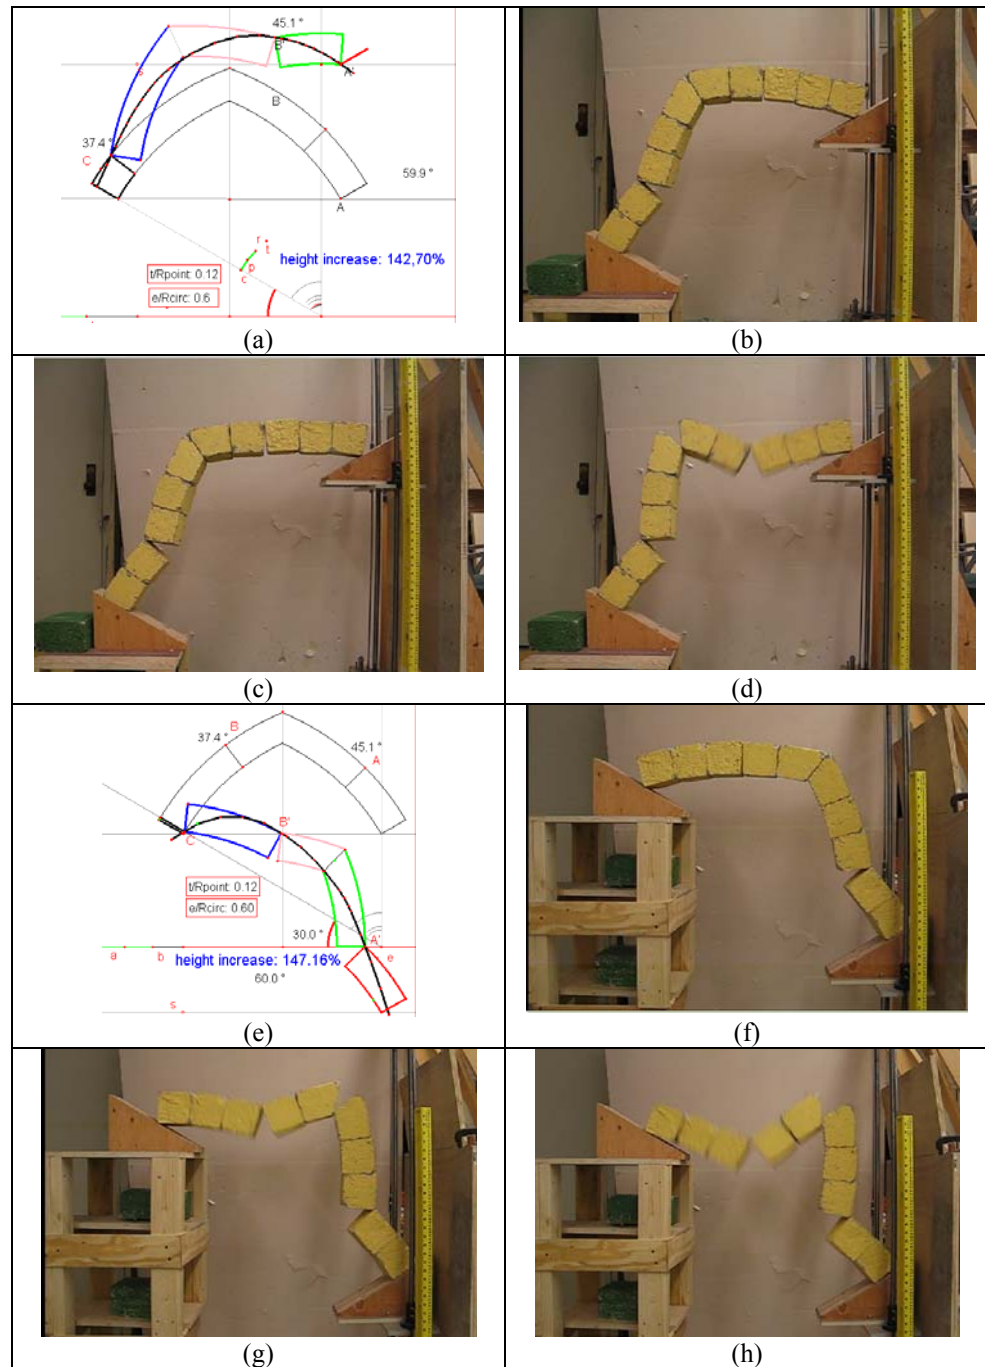 45.1 °
B'
A'
s
B
37.4 °
C
59.9 °
A
r
t
p
c
height increase: 142,70%
t/Rpoint: 0.12
e/Rcirc: 0.6
(a)
(b)
(c)
(d)
B
37.4 °
45.1 °
A
C
B'
t/Rpoint: 0.12
e/Rcirc: 0.60
30.0 °
A'
a
b
e
height increase: 147.16%
60.0 °
s
(e)
(f)
(g)
(h)